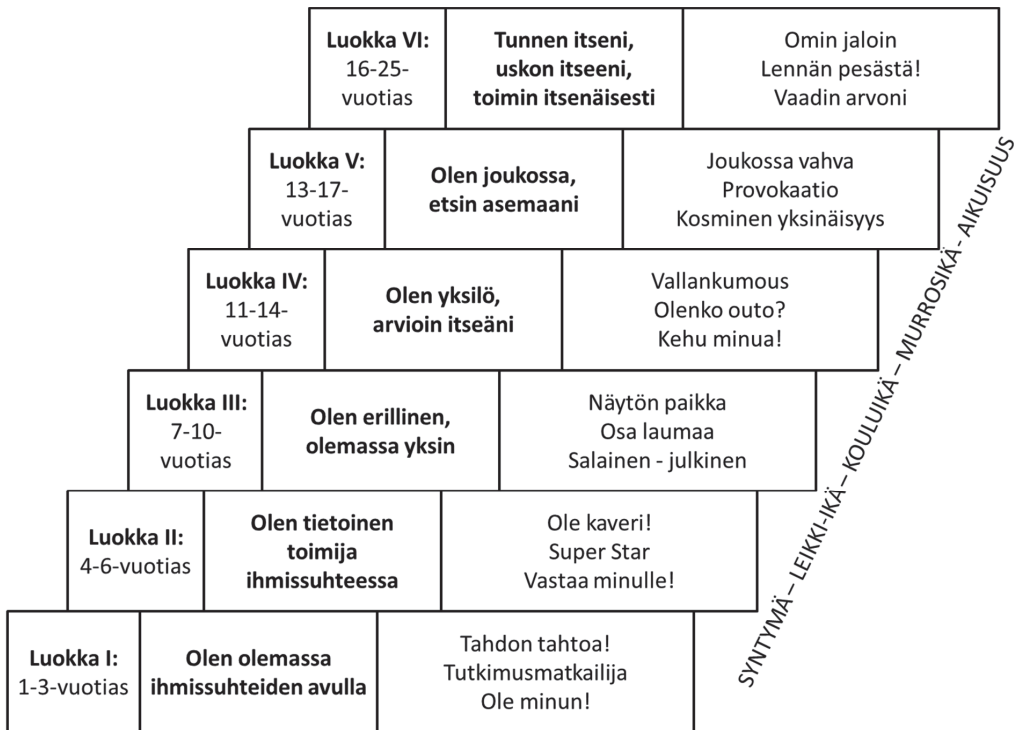 Luokka VI:
16-25-
vuotias
Tunnen itseni,
uskon itseeni,
toimin itsenäisesti
Omin jaloin
Lennän pesästä!
Vaadin arvoni
Luokka V:
13-17-
vuotias
Olen joukossa,
etsin asemaani
Joukossa vahva
Provokaatio
Kosminen yksinäisyys
Luokka IV:
11-14-
vuotias
Olen yksilö,
arvioin itseäni
Vallankumous
Olenko outo?
Kehu minua!
Luokka III:
7-10-
vuotias
Olen erillinen,
olemassa yksin
Näytön paikka
Osa laumaa
Salainen - julkinen
Luokka II:
4-6-vuotias
Olen tietoinen
toimija
ihmissuhteessa
Ole kaveri!
Super Star
Vastaa minulle!
Luokka I:
1-3-vuotias
Olen olemassa
ihmissuhteiden avulla
Tahdon tahtoa!
Tutkimusmatkailija
Ole minun!
SYNTYMÄ – LEIKKI-IKÄ – KOULUIKÄ – MURROSIKÄ - AIKUISUUS